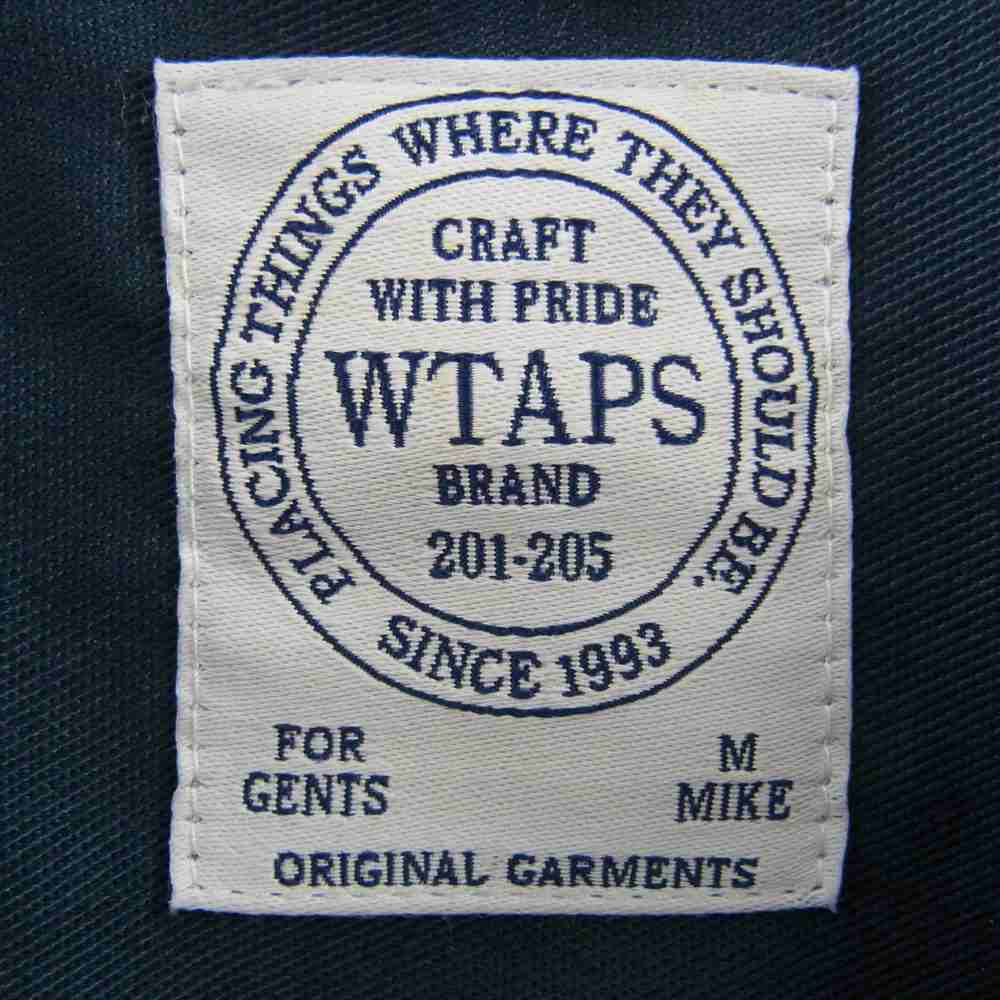 PLACING THINGS WHERE THEY SHOULD BE.
CRAFT
WITH PRIDE
WTAPS
BRAND
201-205
SINCE 1993
FOR
GENTS
M
MIKE
ORIGINAL GARMENTS